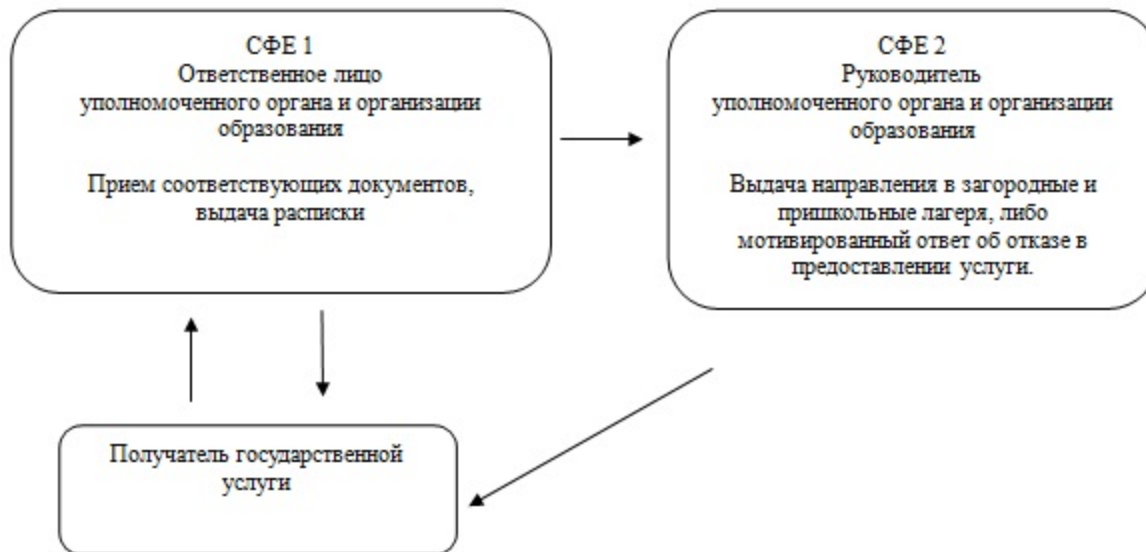 СФЕ 1
Ответственное лицо
уполномоченного органа и организации
образования
Прием соответствующих документов,
выдача расписки
СФЕ 2
Руководитель
уполномоченного органа и организации
образования
Выдача направления в загородные и
пришкольные лагеря, либо
мотивированный ответ об отказе в
предоставлении услуги.
Получатель государственной
услуги